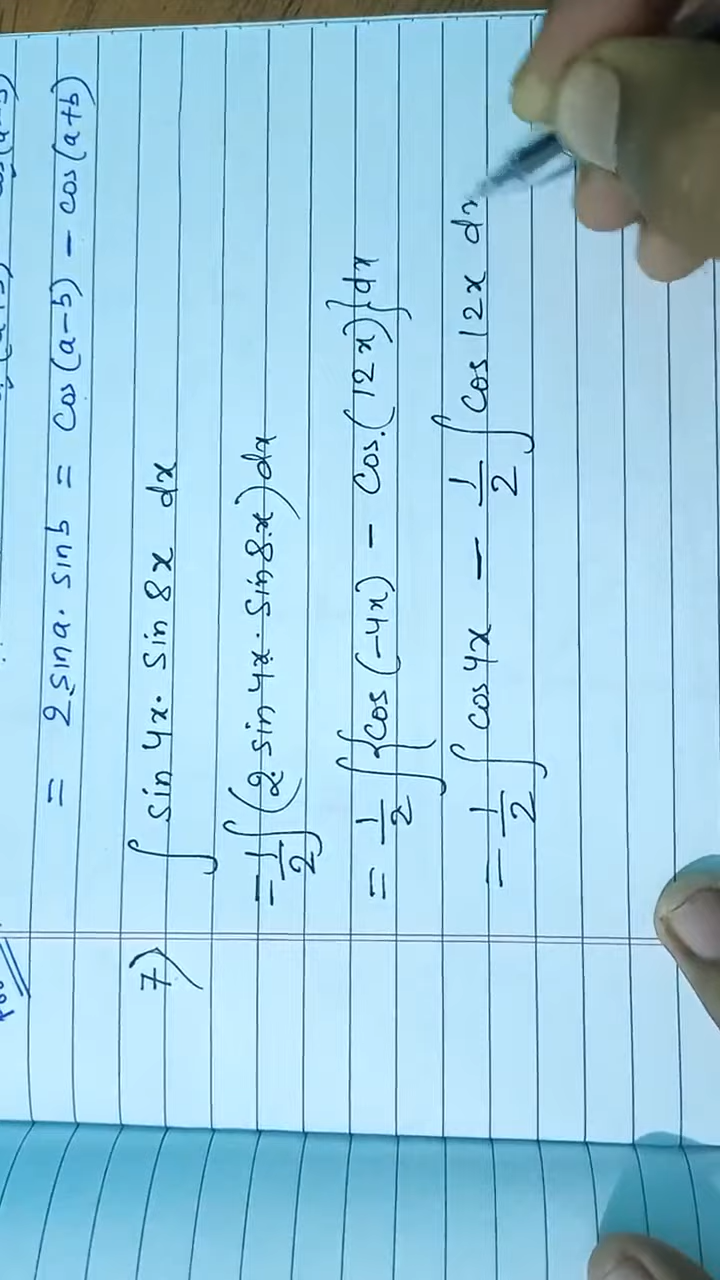 = 2 sin a · sin b = cos(a-b) - cos(a+b)
7) ∫ sin 4x · sin 8x dx
= 1/2 ∫ (2 sin 4x · sin 8x) dx
= 1/2 ∫ {cos (-4x) - cos (12x)} dx
= 1/2 ∫ cos 4x - 1/2 ∫ cos 12x dx